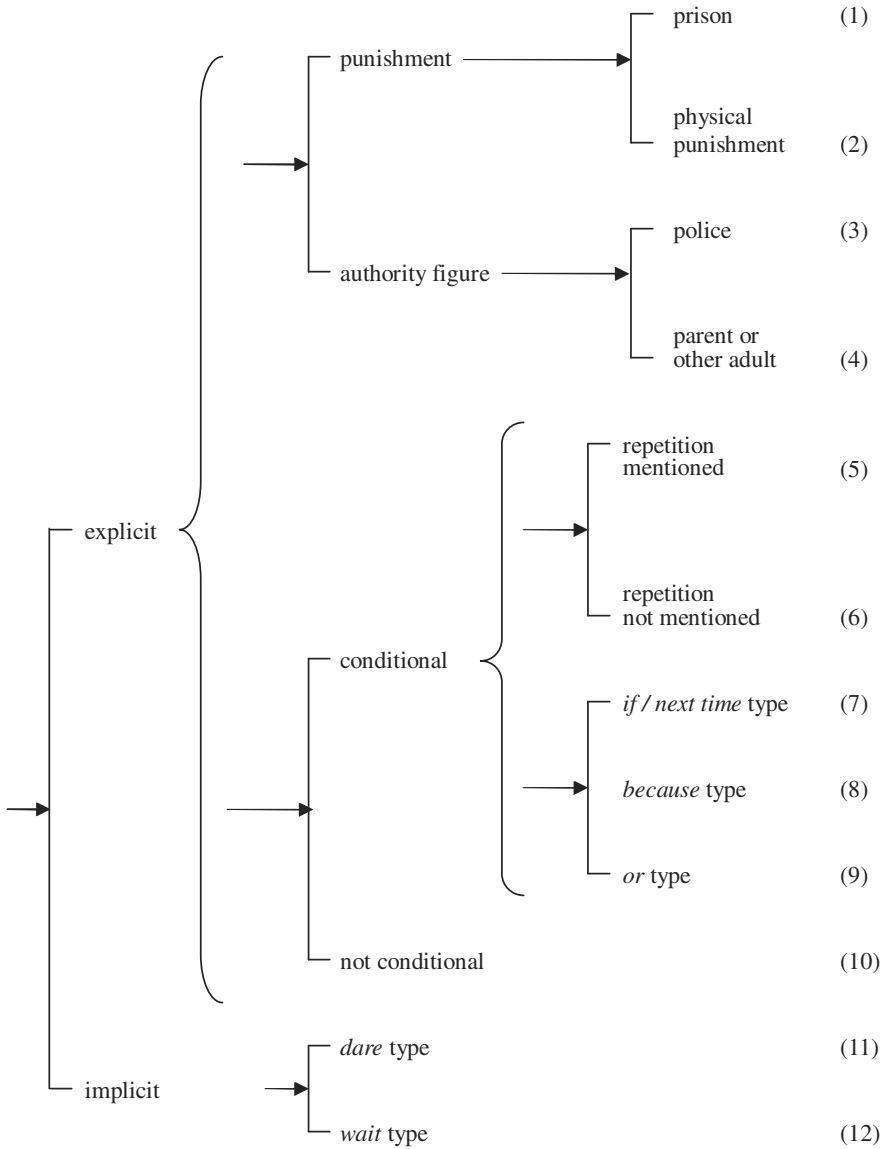 prison (1)
punishment
physical
punishment (2)
police (3)
authority figure
parent or
other adult (4)
repetition
mentioned (5)
explicit
repetition
not mentioned (6)
conditional
if / next time type (7)
because type (8)
or type (9)
not conditional (10)
dare type (11)
implicit
wait type (12)